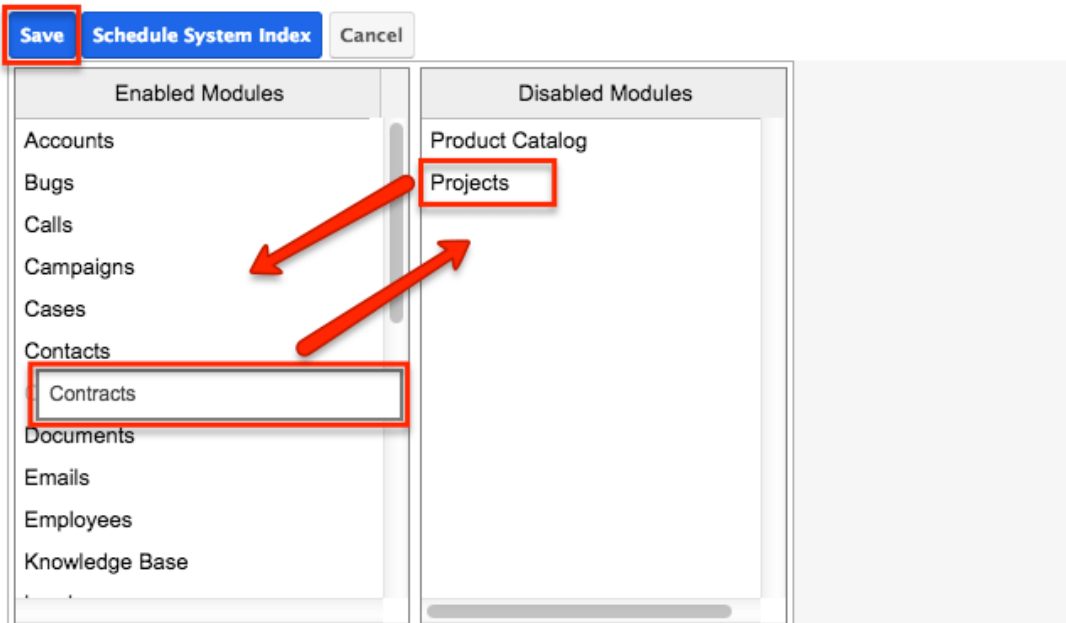 Save Schedule System Index Cancel
Enabled Modules Disabled Modules
Accounts Product Catalog
Bugs Projects
Calls
Campaigns
Cases
Contacts
Contracts
Documents
Emails
Employees
Knowledge Base